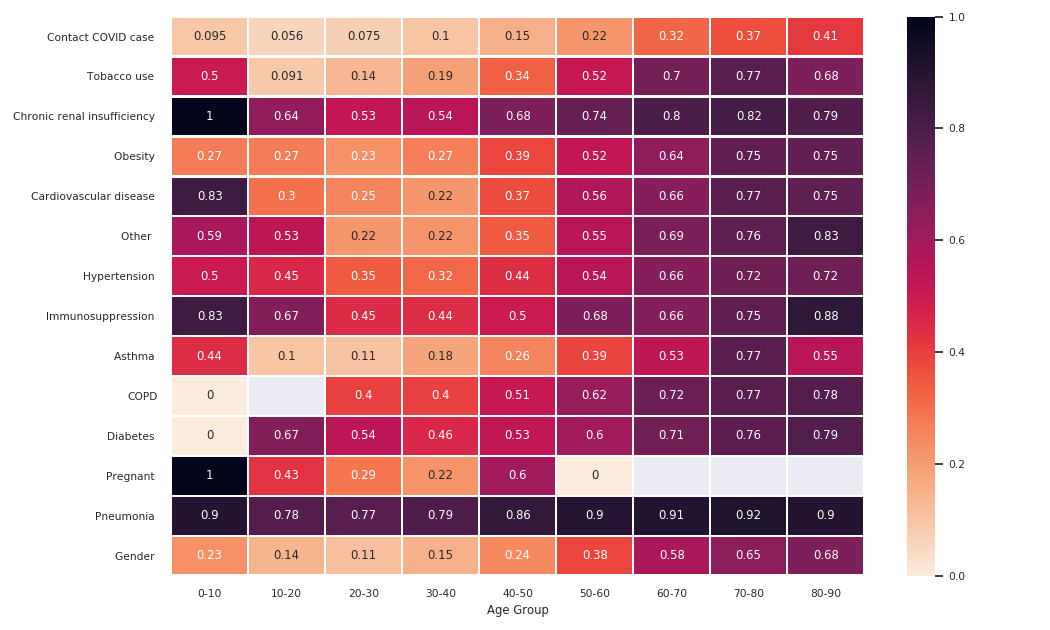 Contact COVID case 0.095 0.056 0.075 0.1 0.15 0.22 0.32 0.37 0.41
Tobacco use 0.5 0.091 0.14 0.19 0.34 0.52 0.7 0.77 0.68
Chronic renal insufficiency 1 0.64 0.53 0.54 0.68 0.74 0.8 0.82 0.79
Obesity 0.27 0.27 0.23 0.27 0.39 0.52 0.64 0.75 0.75
Cardiovascular disease 0.83 0.3 0.25 0.22 0.37 0.56 0.66 0.77 0.75
Other 0.59 0.53 0.22 0.22 0.35 0.55 0.69 0.76 0.83
Hypertension 0.5 0.45 0.35 0.32 0.44 0.54 0.66 0.72 0.72
Immunosuppression 0.83 0.67 0.45 0.44 0.5 0.68 0.66 0.75 0.88
Asthma 0.44 0.1 0.11 0.18 0.26 0.39 0.53 0.77 0.55
COPD 0 0.4 0.4 0.51 0.62 0.72 0.77 0.78
Diabetes 0 0.67 0.54 0.46 0.53 0.6 0.71 0.76 0.79
Pregnant 1 0.43 0.29 0.22 0.6 0
Pneumonia 0.9 0.78 0.77 0.79 0.86 0.9 0.91 0.92 0.9
Gender 0.23 0.14 0.11 0.15 0.24 0.38 0.58 0.65 0.68
0-10 10-20 20-30 30-40 40-50 50-60 60-70 70-80 80-90
Age Group
1.0
0.8
0.6
0.4
0.2
0.0